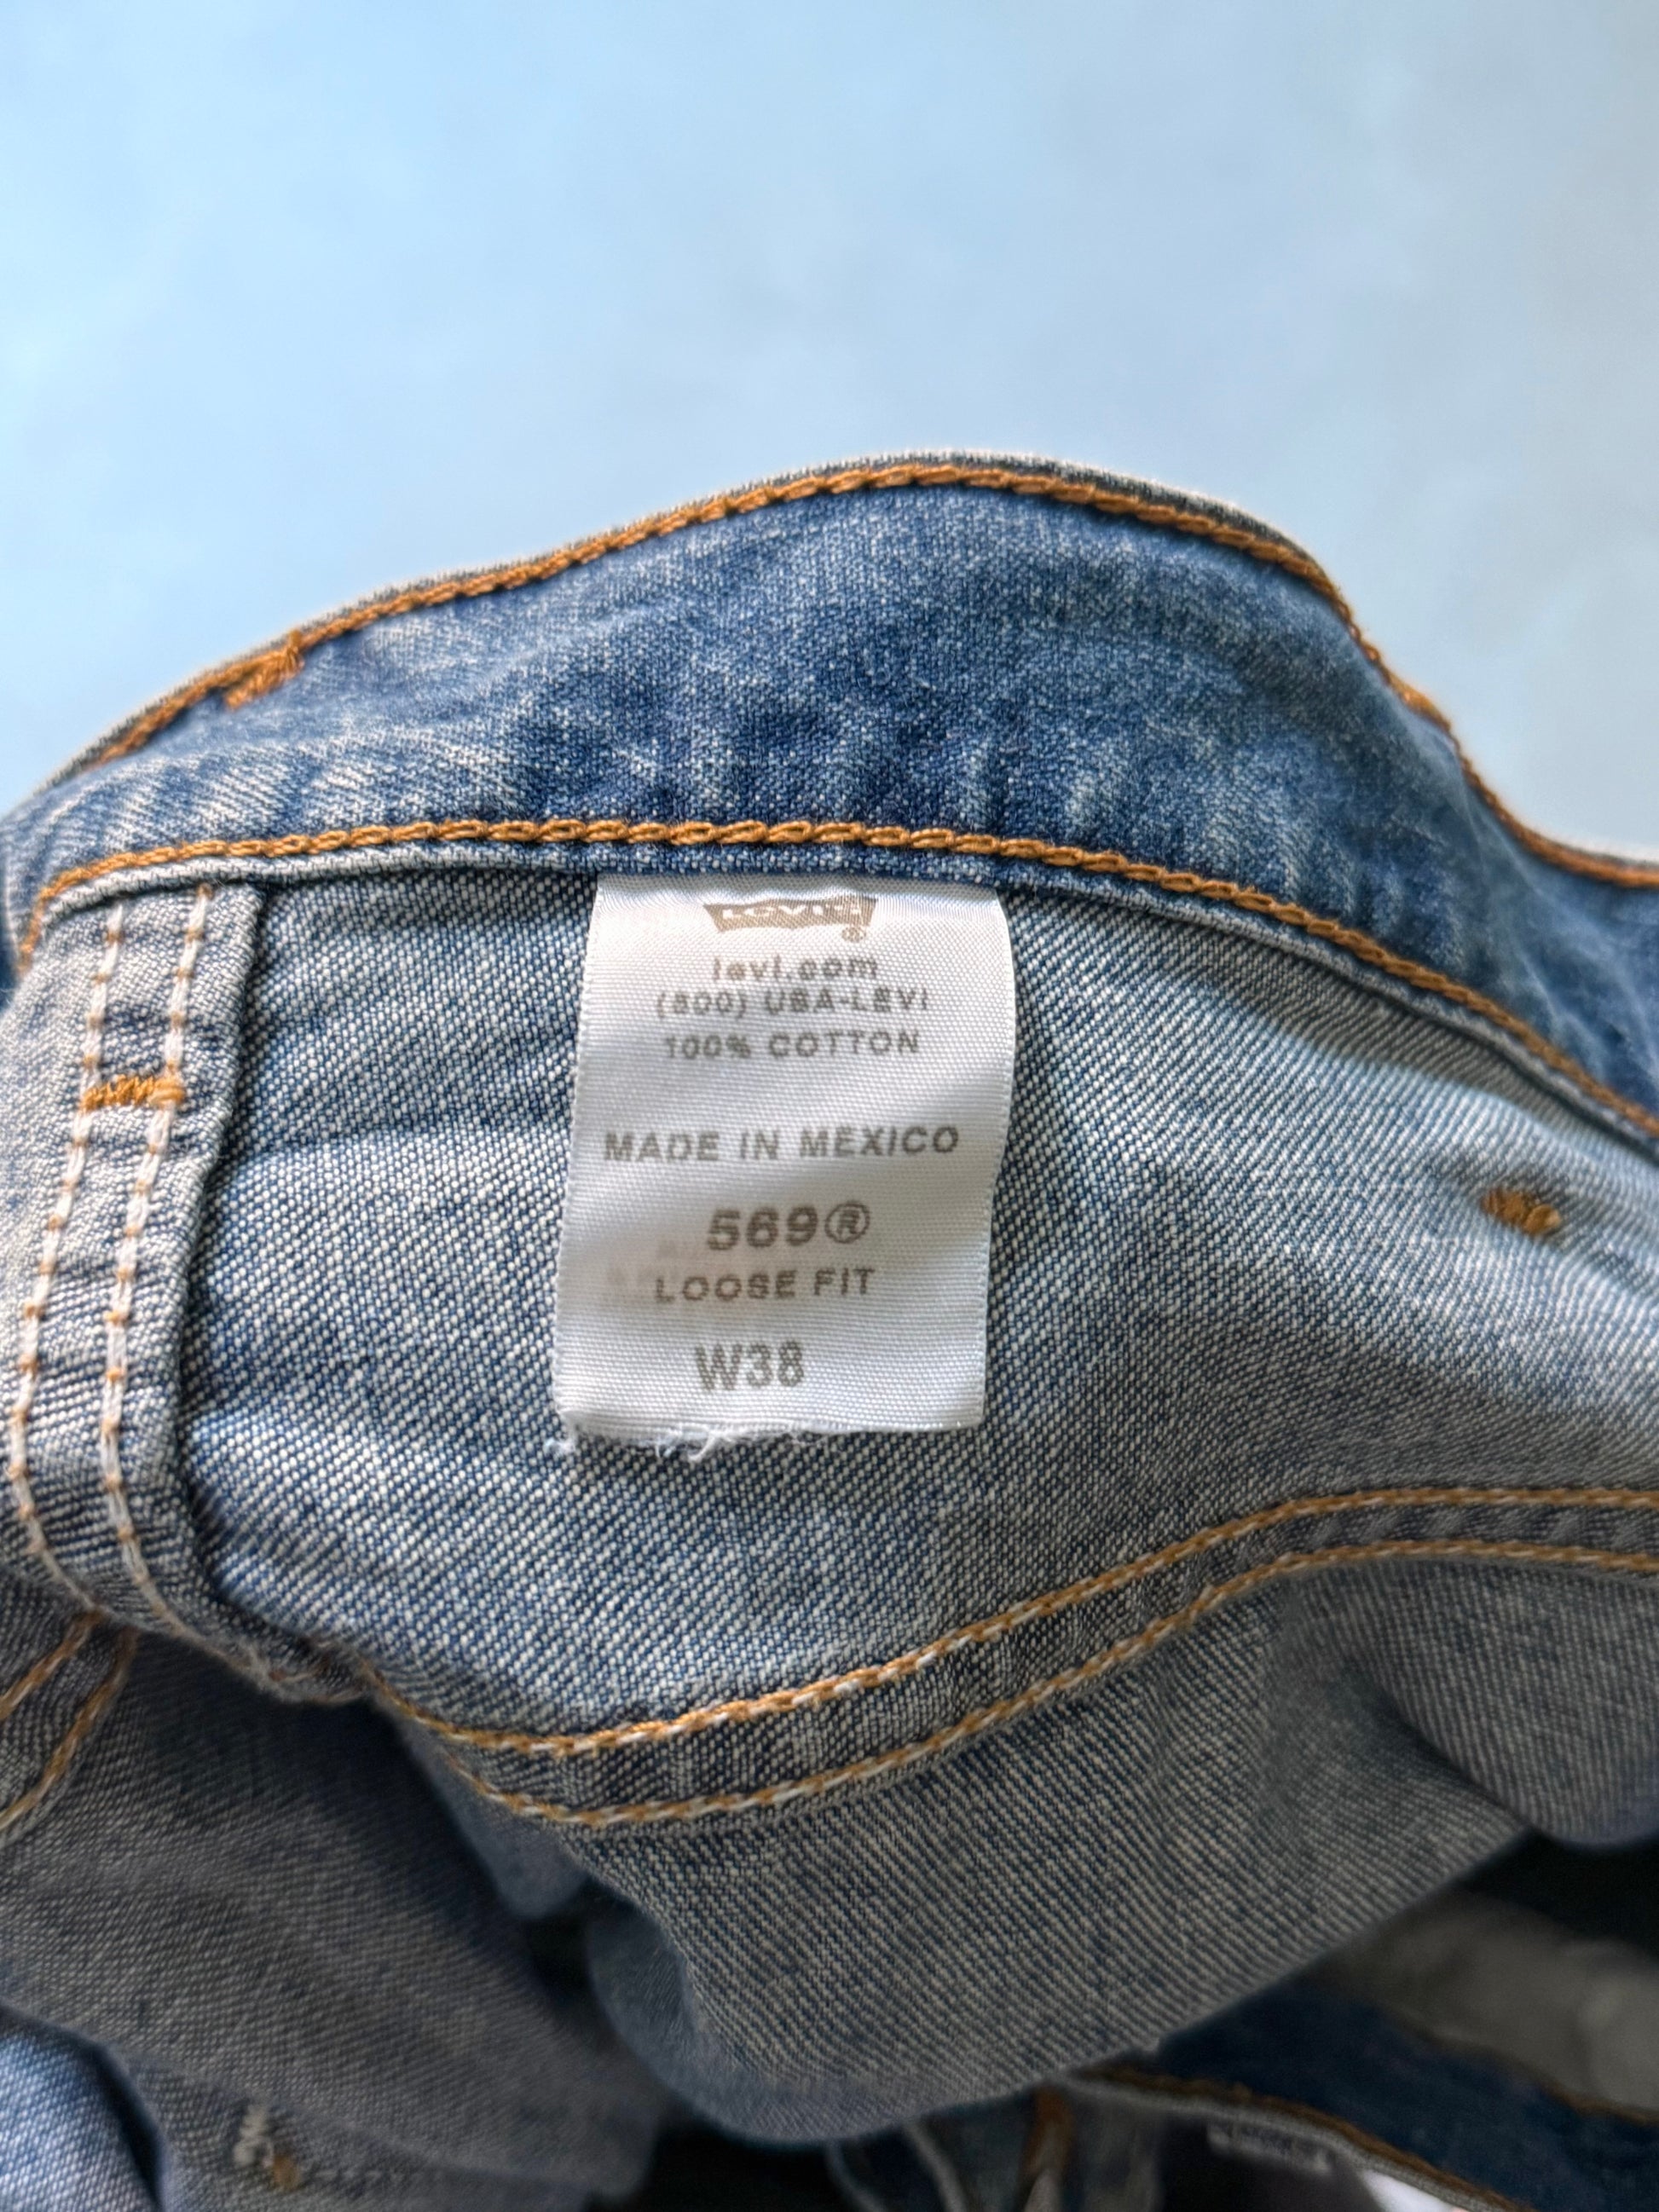 LEVI'S
®
levi.com
(800) USA-LEVI
100% COTTON
MADE IN MEXICO
569®
LOOSE FIT
W38